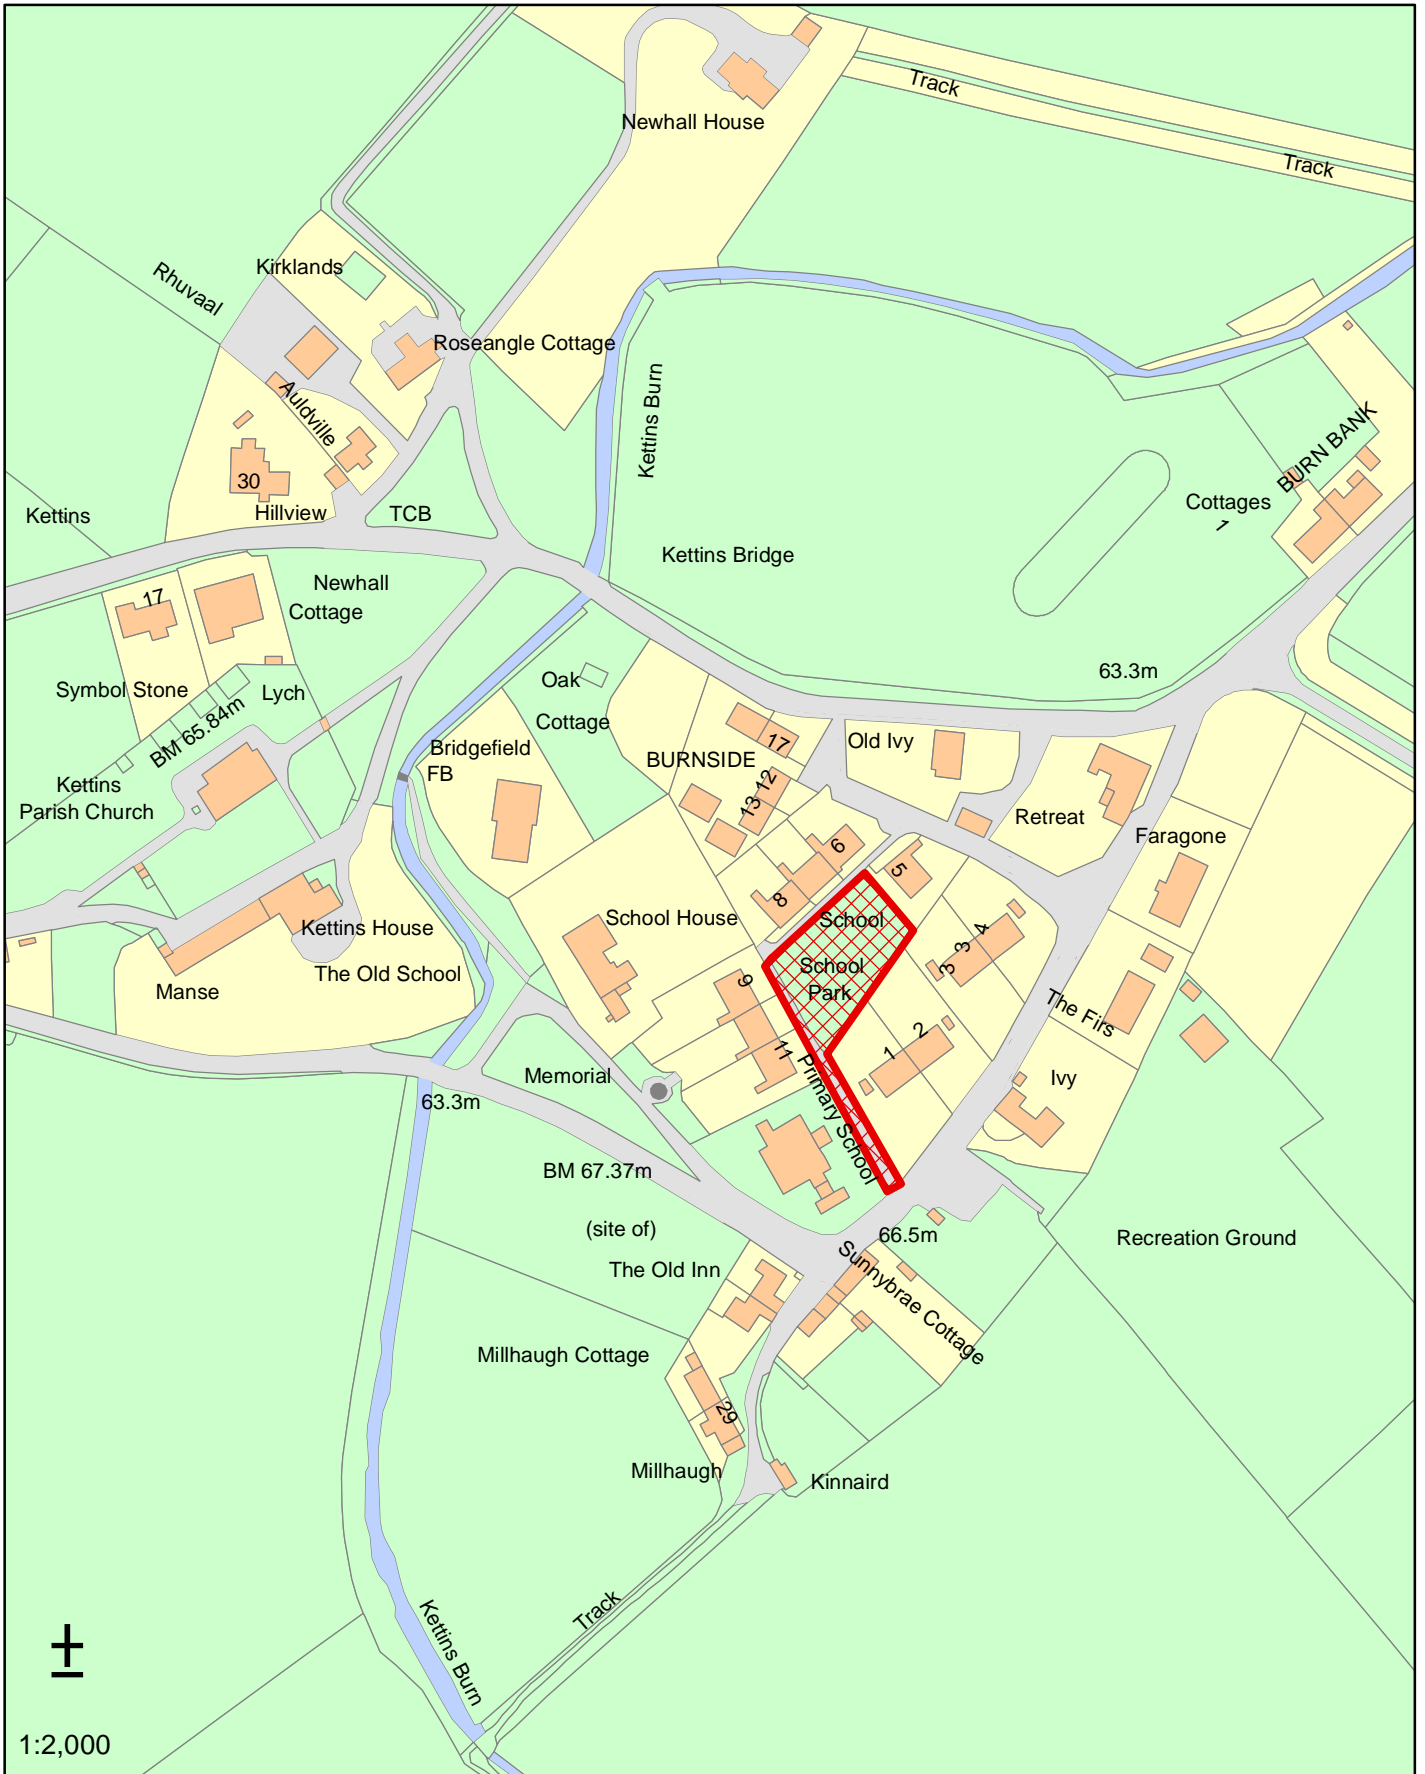 Track
Newhall House
Track
Kirklands
Rhuvaal
Roseangle Cottage
Auldville
Kettins Burn
BURN BANK
30
Cottages
1
Hillview
TCB
Kettins
Kettins Bridge
Newhall
Cottage
17
63.3m
Oak
Cottage
Symbol Stone
Lych
BM 65.84m
Bridgefield
FB
BURNSIDE
17
Old Ivy
13
12
Kettins
Parish Church
Retreat
Faragone
6
5
8
School House
School
Kettins House
4
3
3
School
Park
The Old School
Manse
9
The Firs
2
1
11
Primary School
Memorial
Ivy
63.3m
BM 67.37m
(site of)
66.5m
Recreation Ground
The Old Inn
Sunnybrae Cottage
Millhaugh Cottage
29
Millhaugh
Kinnaird
Track
Kettins Burn
±
1:2,000